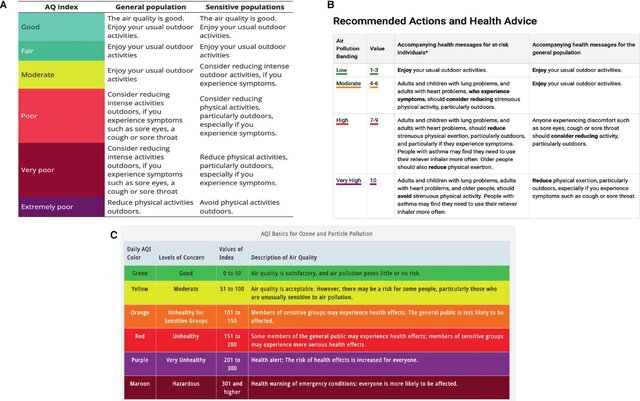 A
AQ index General population Sensitive populations
Good
The air quality is good.
Enjoy your usual outdoor
activities.
The air quality is good.
Enjoy your usual outdoor
activities.
Fair
Enjoy your usual outdoor
activities
Enjoy your usual outdoor
activities
Moderate
Enjoy your usual outdoor
activities
Consider reducing intense
outdoor activities, if you
experience symptoms.
Poor
Consider reducing
intense activities
outdoors, if you
experience symptoms
such as sore eyes, a
cough or sore throat
Consider reducing
physical activities,
particularly outdoors,
especially if you
experience symptoms.
Very poor
Consider reducing
intense activities
outdoors, if you
experience symptoms
such as sore eyes, a
cough or sore throat
Reduce physical activities,
particularly outdoors,
especially if you
experience symptoms.
Extremely poor
Reduce physical activities
outdoors.
Avoid physical activities
outdoors.
B
Recommended Actions and Health Advice
Air
Pollution
Banding
Value
Accompanying health messages for at-risk
individuals*
Accompanying health messages for the
general population
Low
1-3
Enjoy your usual outdoor activities.
Enjoy your usual outdoor activities.
Moderate
4-6
Adults and children with lung problems, and
adults with heart problems, who experience
symptoms, should consider reducing strenuous
physical activity, particularly outdoors.
Enjoy your usual outdoor activities.
High
7-9
Adults and children with lung problems, and
adults with heart problems, should reduce
strenuous physical exertion, particularly outdoors,
and particularly if they experience symptoms.
People with asthma may find they need to use their
reliever inhaler more often. Older people
should also reduce physical exertion.
Anyone experiencing discomfort such
as sore eyes, cough or sore throat
should consider reducing activity,
particularly outdoors.
Very High
10
Adults and children with lung problems, adults
with heart problems, and older people, should
avoid strenuous physical activity. People with
asthma may find they need to use their reliever
inhaler more often.
Reduce physical exertion, particularly
outdoors, especially if you experience
symptoms such as cough or sore throat.
C
AQI Basics for Ozone and Particle Pollution
Daily AQI
Color
Levels of Concern
Values of
Index
Description of Air Quality
Green
Good
0 to 50
Air quality is satisfactory, and air pollution poses little or no risk.
Yellow
Moderate
51 to 100
Air quality is acceptable. However, there may be a risk for some people, particularly those who
are unusually sensitive to air pollution.
Orange
Unhealthy for
Sensitive Groups
101 to
150
Members of sensitive groups may experience health effects. The general public is less likely to be
affected.
Red
Unhealthy
151 to
200
Some members of the general public may experience health effects; members of sensitive groups
may experience more serious health effects.
Purple
Very Unhealthy
201 to
300
Health alert: The risk of health effects is increased for everyone.
Maroon
Hazardous
301 and
higher
Health warning of emergency conditions: everyone is more likely to be affected.